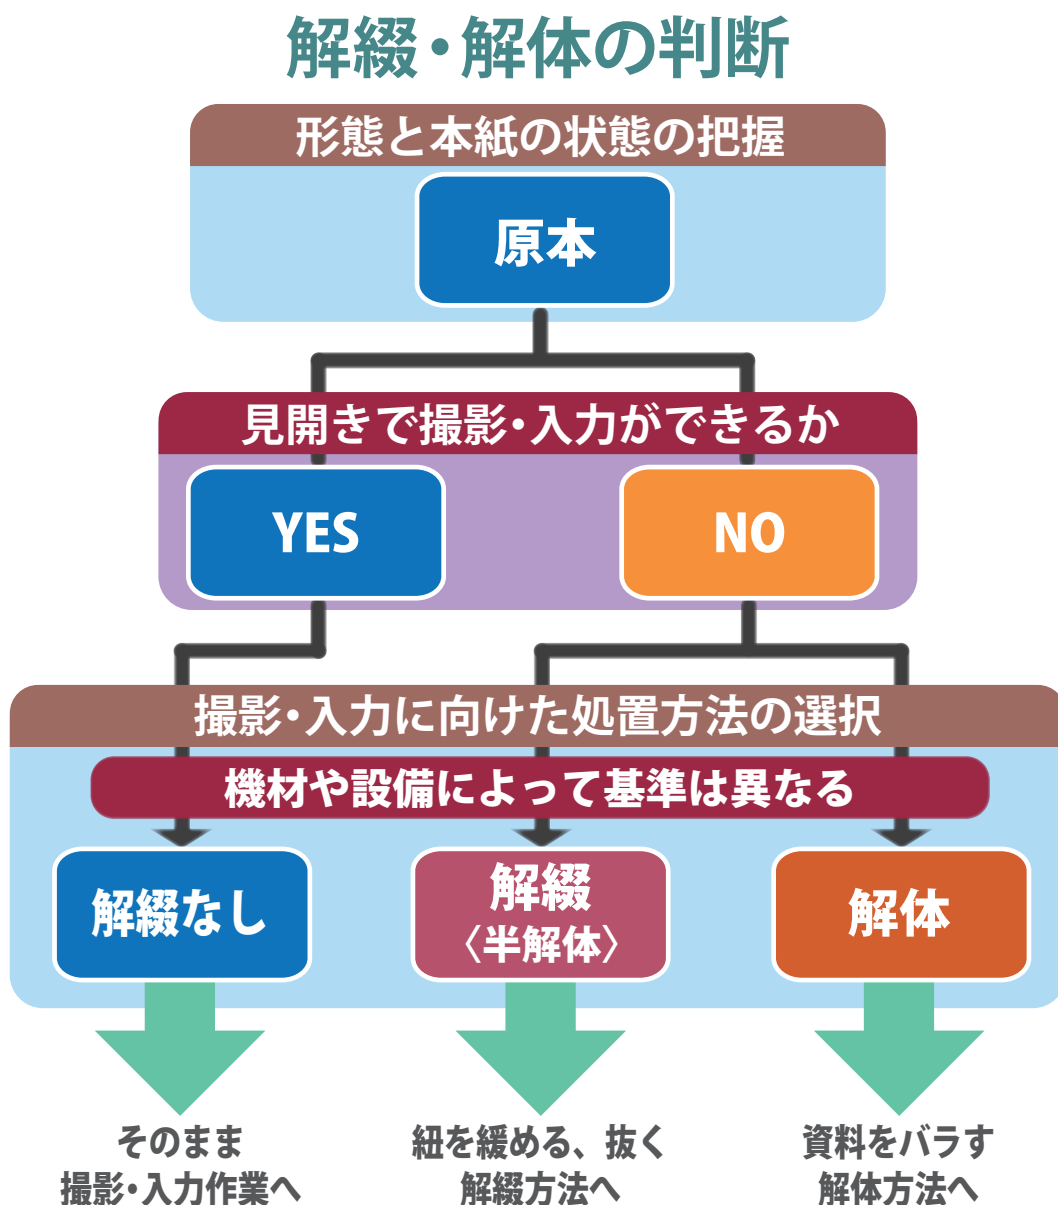 解綴・解体の判断
形態と本紙の状態の把握
原本
見開きで撮影・入力ができるか
YES
NO
撮影・入力に向けた処置方法の選択
機材や設備によって基準は異なる
解綴なし
解綴
〈半解体〉
解体
そのまま
撮影・入力作業へ
紐を緩める、抜く
解綴方法へ
資料をバラす
解体方法へ